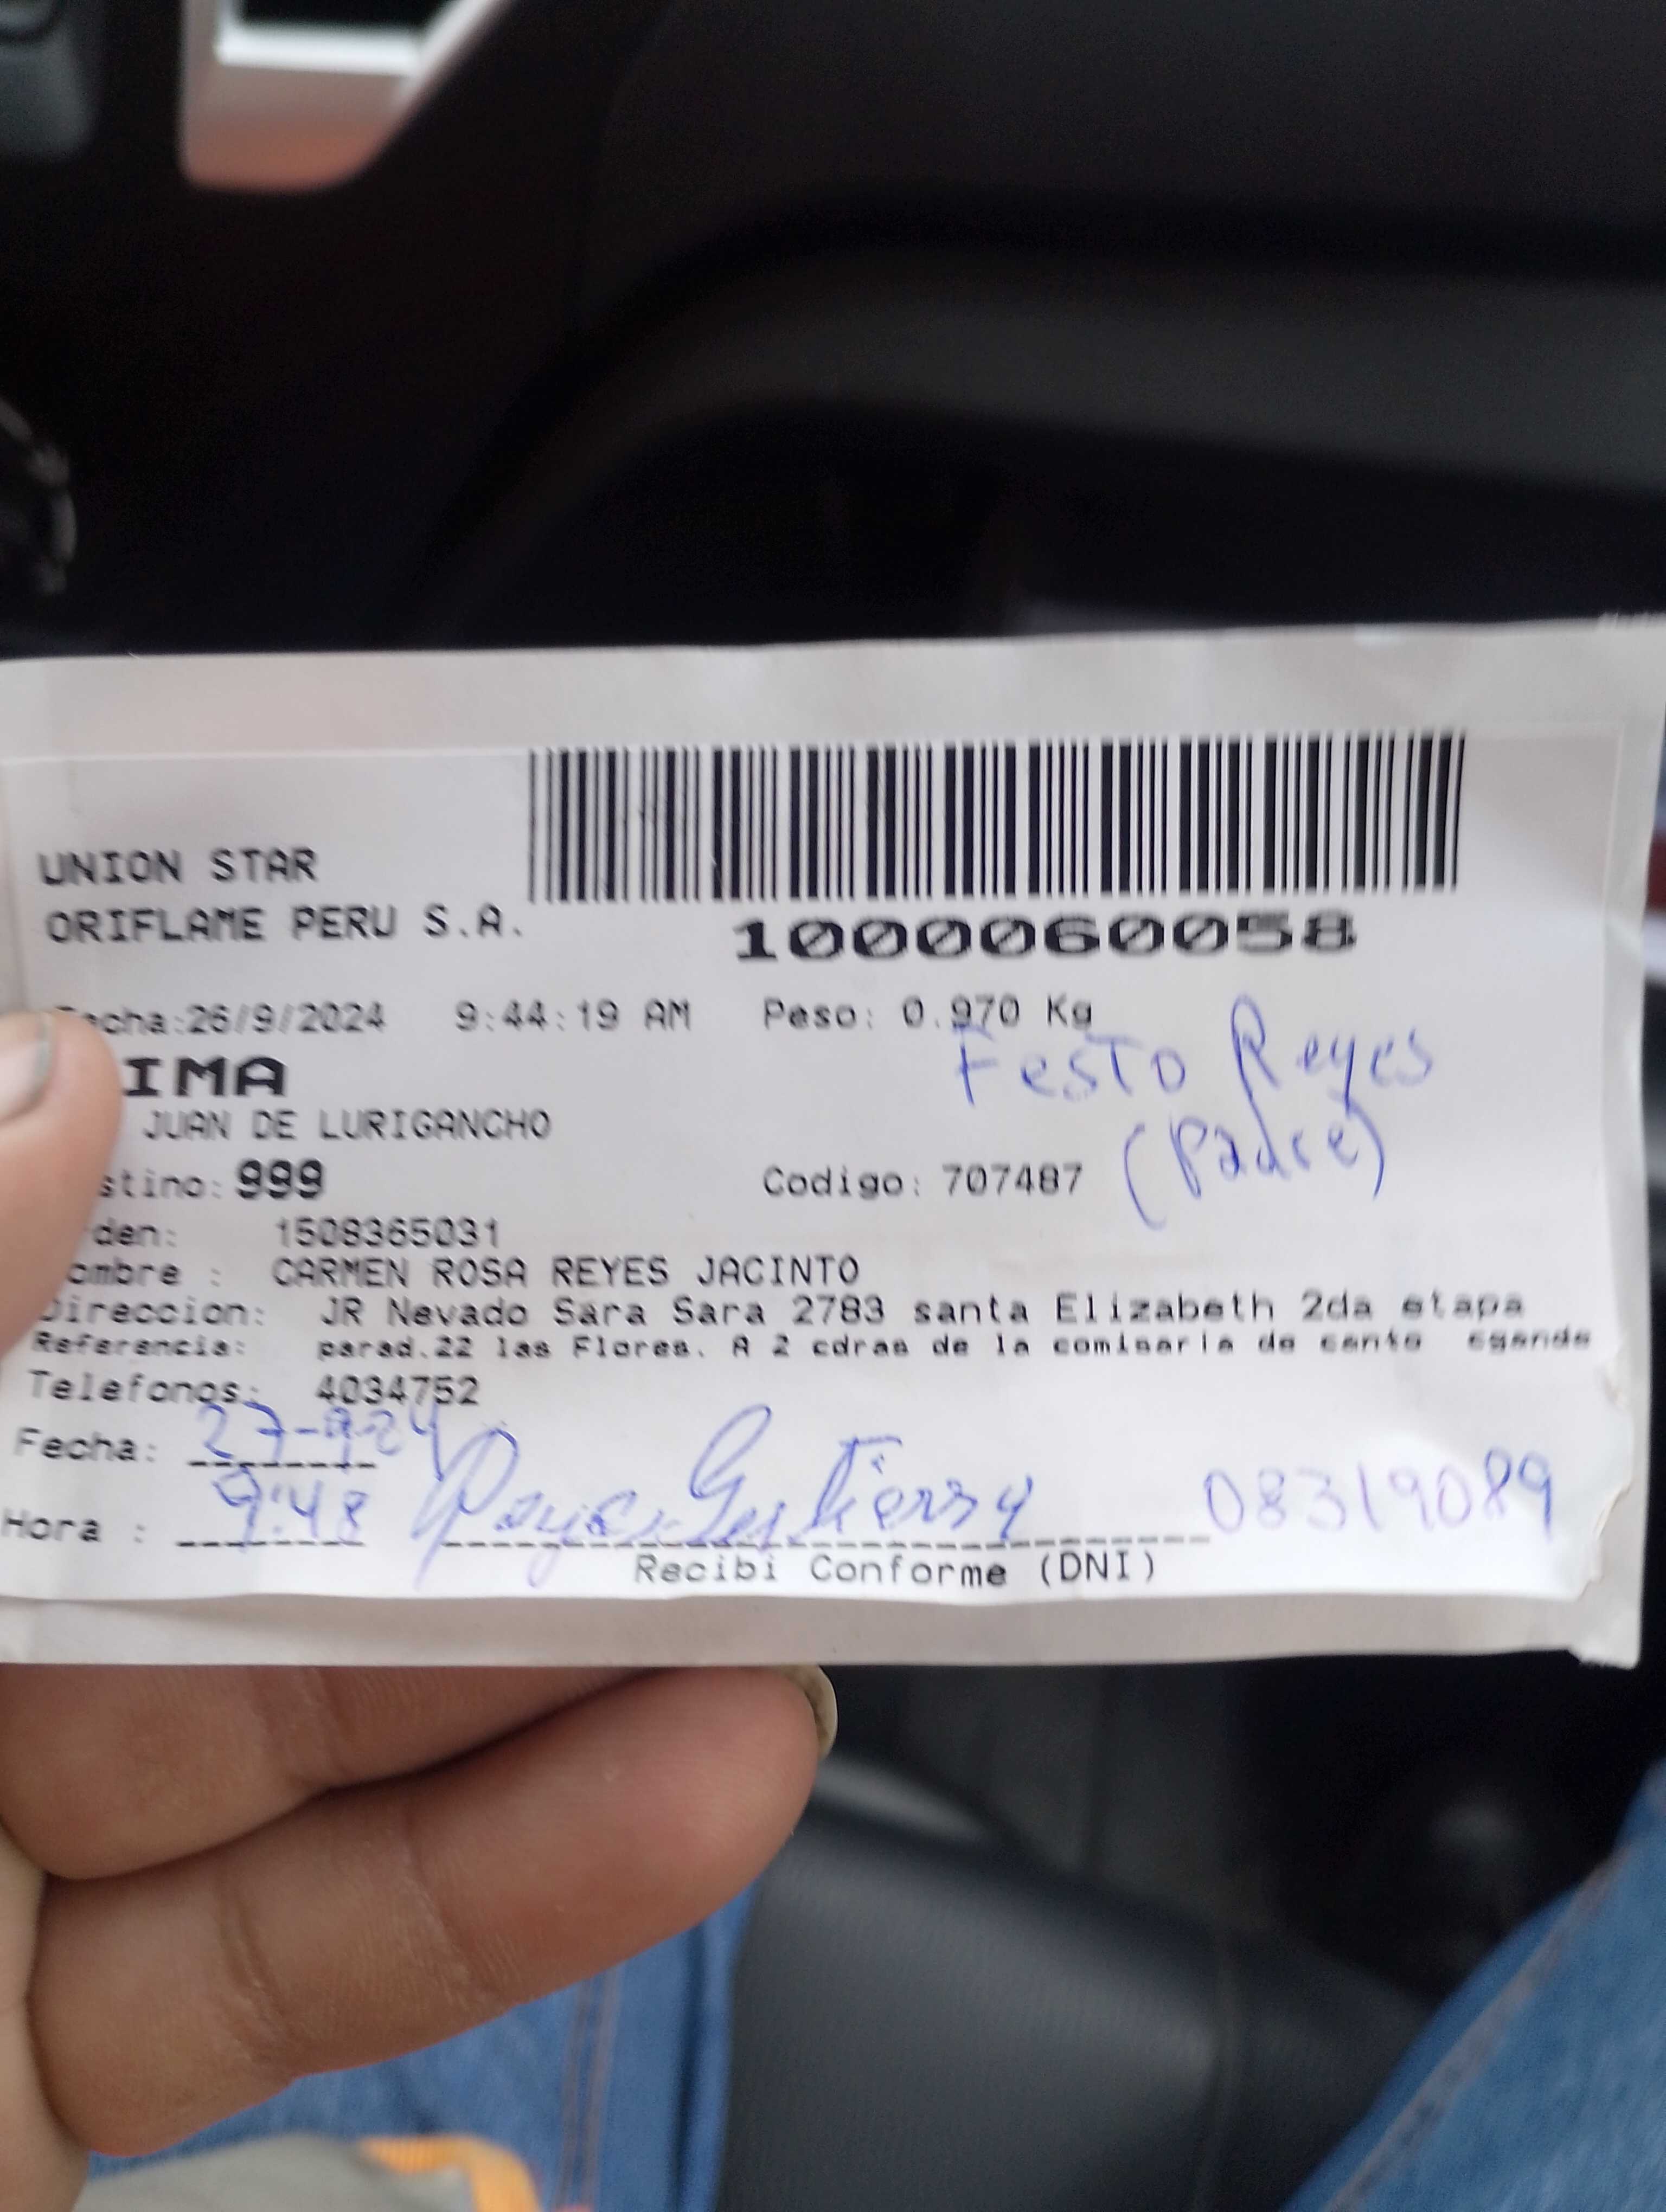 UNION STAR
ORIFLAME PERU S.A.
1000060058
Fecha:26/9/2024 9:44:19 AM Peso: 0.970 Kg
Festo Reyes
IMA
JUAN DE LURIGANCHO
(Padre)
stino: 999 Codigo: 707487
den: 1508365031
ombre : CARMEN ROSA REYES JACINTO
Direccion: JR Nevado Sara Sara 2783 santa Elizabeth 2da etapa
Referencia: parad.22 las Flores. A 2 cdras de la comisaria de
Telefonos: 4034752
Fecha: 27-9-24
Hora : 9:48 08319089
Recibi Conforme (DNI)